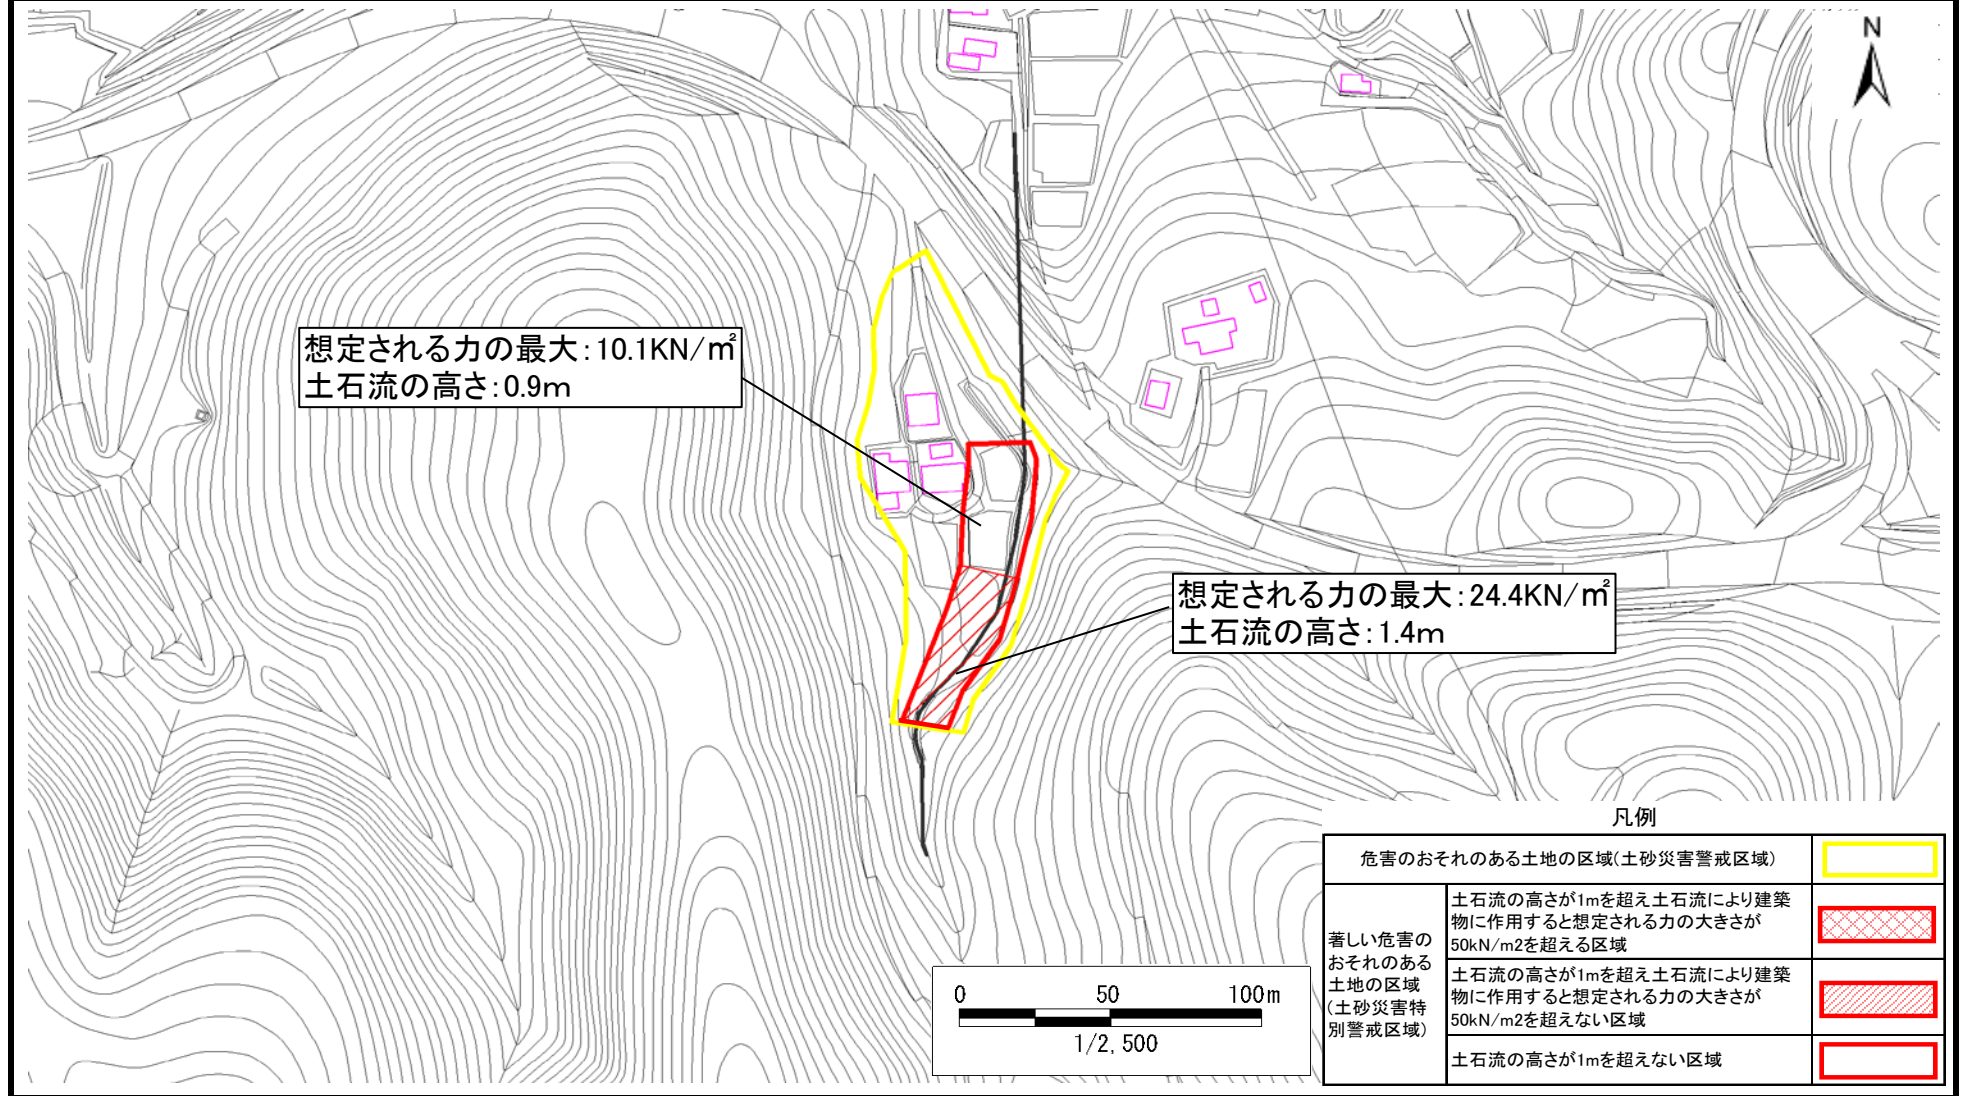 N
想定される力の最大:10.1KN/㎡
土石流の高さ:0.9m
想定される力の最大:24.4KN/㎡
土石流の高さ:1.4m
0 50 100m
1/2,500
凡例
危害のおそれのある土地の区域(土砂災害警戒区域)
著しい危害の
おそれのある
土地の区域
(土砂災害特
別警戒区域)
土石流の高さが1mを超え土石流により建築
物に作用すると想定される力の大きさが
50kN/m2を超える区域
土石流の高さが1mを超え土石流により建築
物に作用すると想定される力の大きさが
50kN/m2を超えない区域
土石流の高さが1mを超えない区域